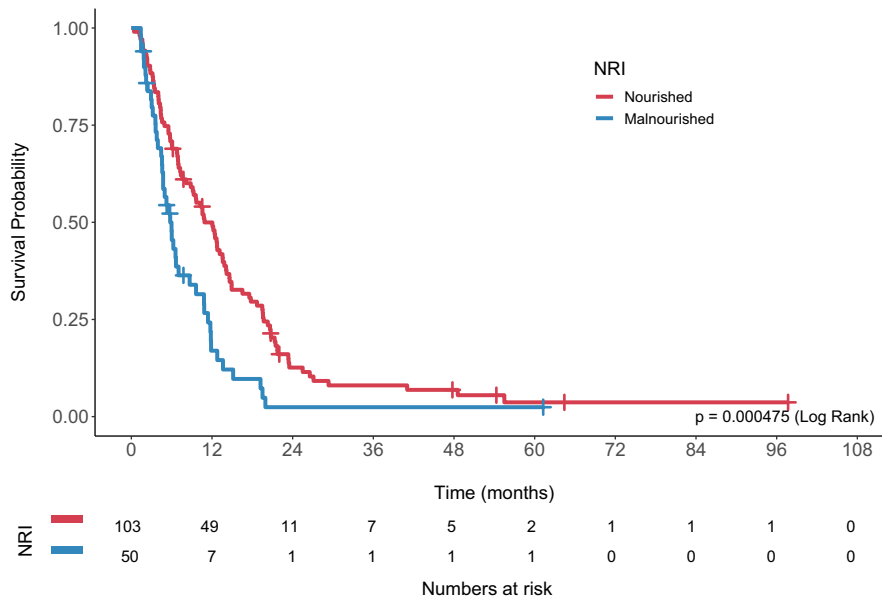 1.00
0.75
0.50
0.25
0.00
Survival Probability
NRI
Nourished
Malnourished
p = 0.000475 (Log Rank)
0 12 24 36 48 60 72 84 96 108
Time (months)
NRI
103 49 11 7 5 2 1 1 1 0
50 7 1 1 1 1 0 0 0 0
Numbers at risk